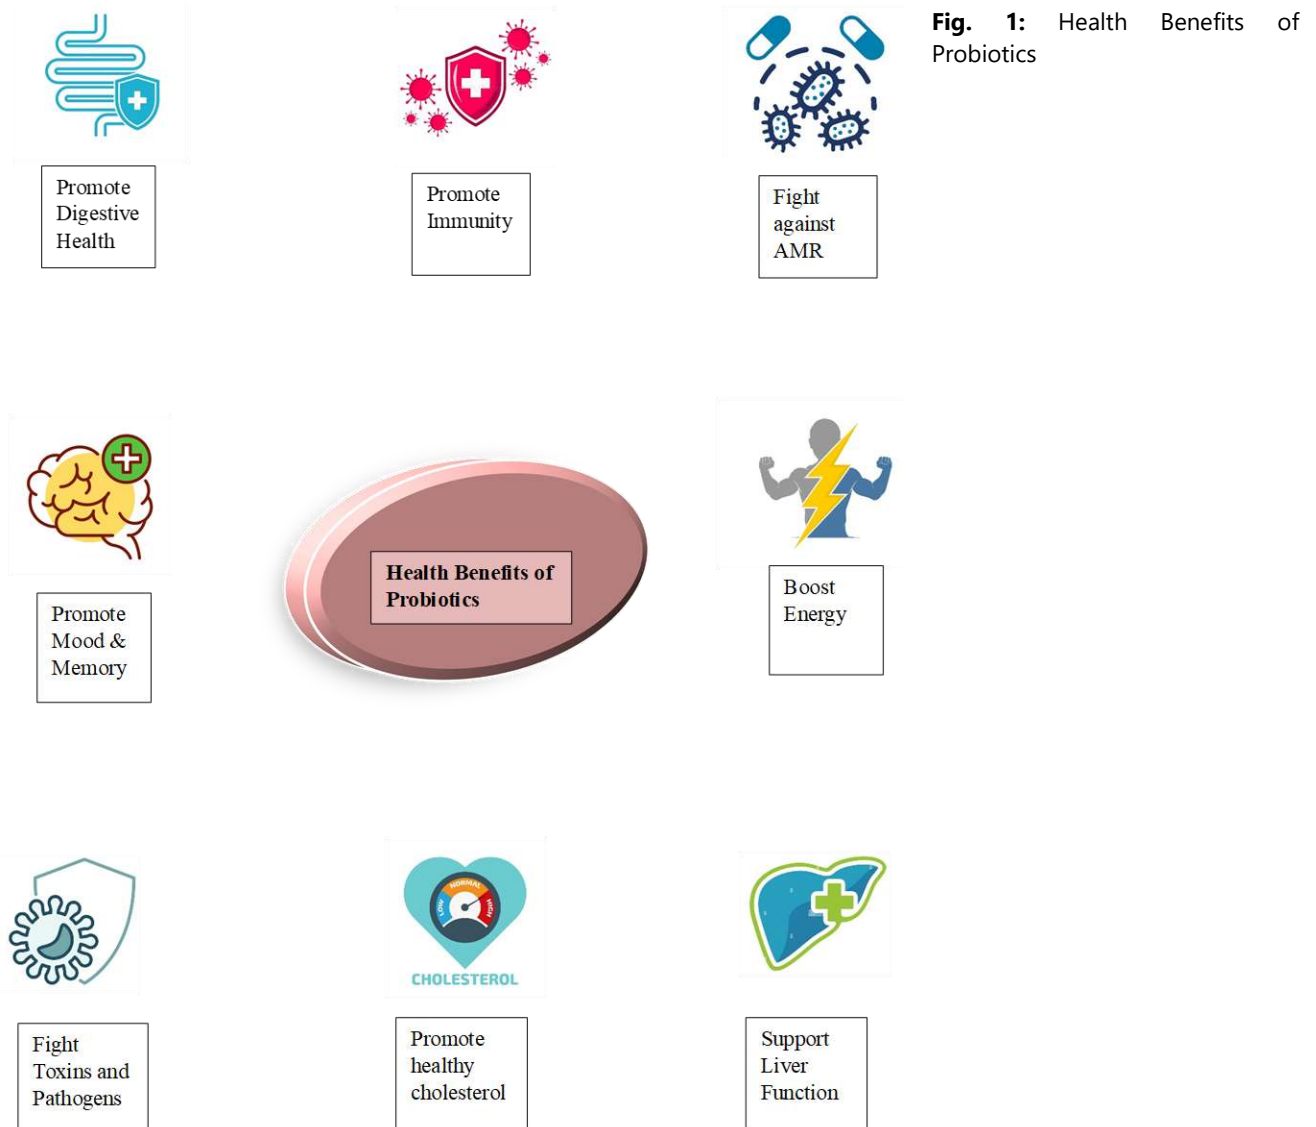 Fig. 1: Health Benefits of
Probiotics
Promote
Digestive
Health
Promote
Immunity
Fight
against
AMR
Promote
Mood &
Memory
Health Benefits of
Probiotics
Boost
Energy
LOW
NORMAL
HIGH
CHOLESTEROL
Fight
Toxins and
Pathogens
Promote
healthy
cholesterol
Support
Liver
Function